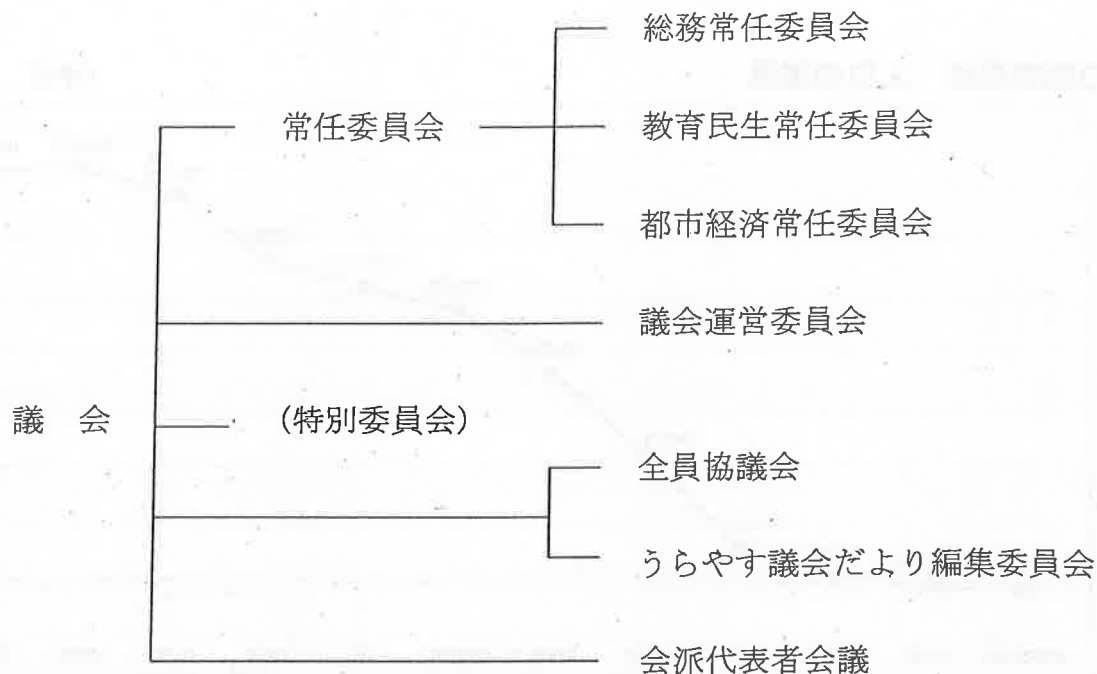 総務常任委員会
常任委員会
教育民生常任委員会
都市経済常任委員会
議会運営委員会
議 会
(特別委員会)
全員協議会
うらやす議会だより編集委員会
会派代表者会議